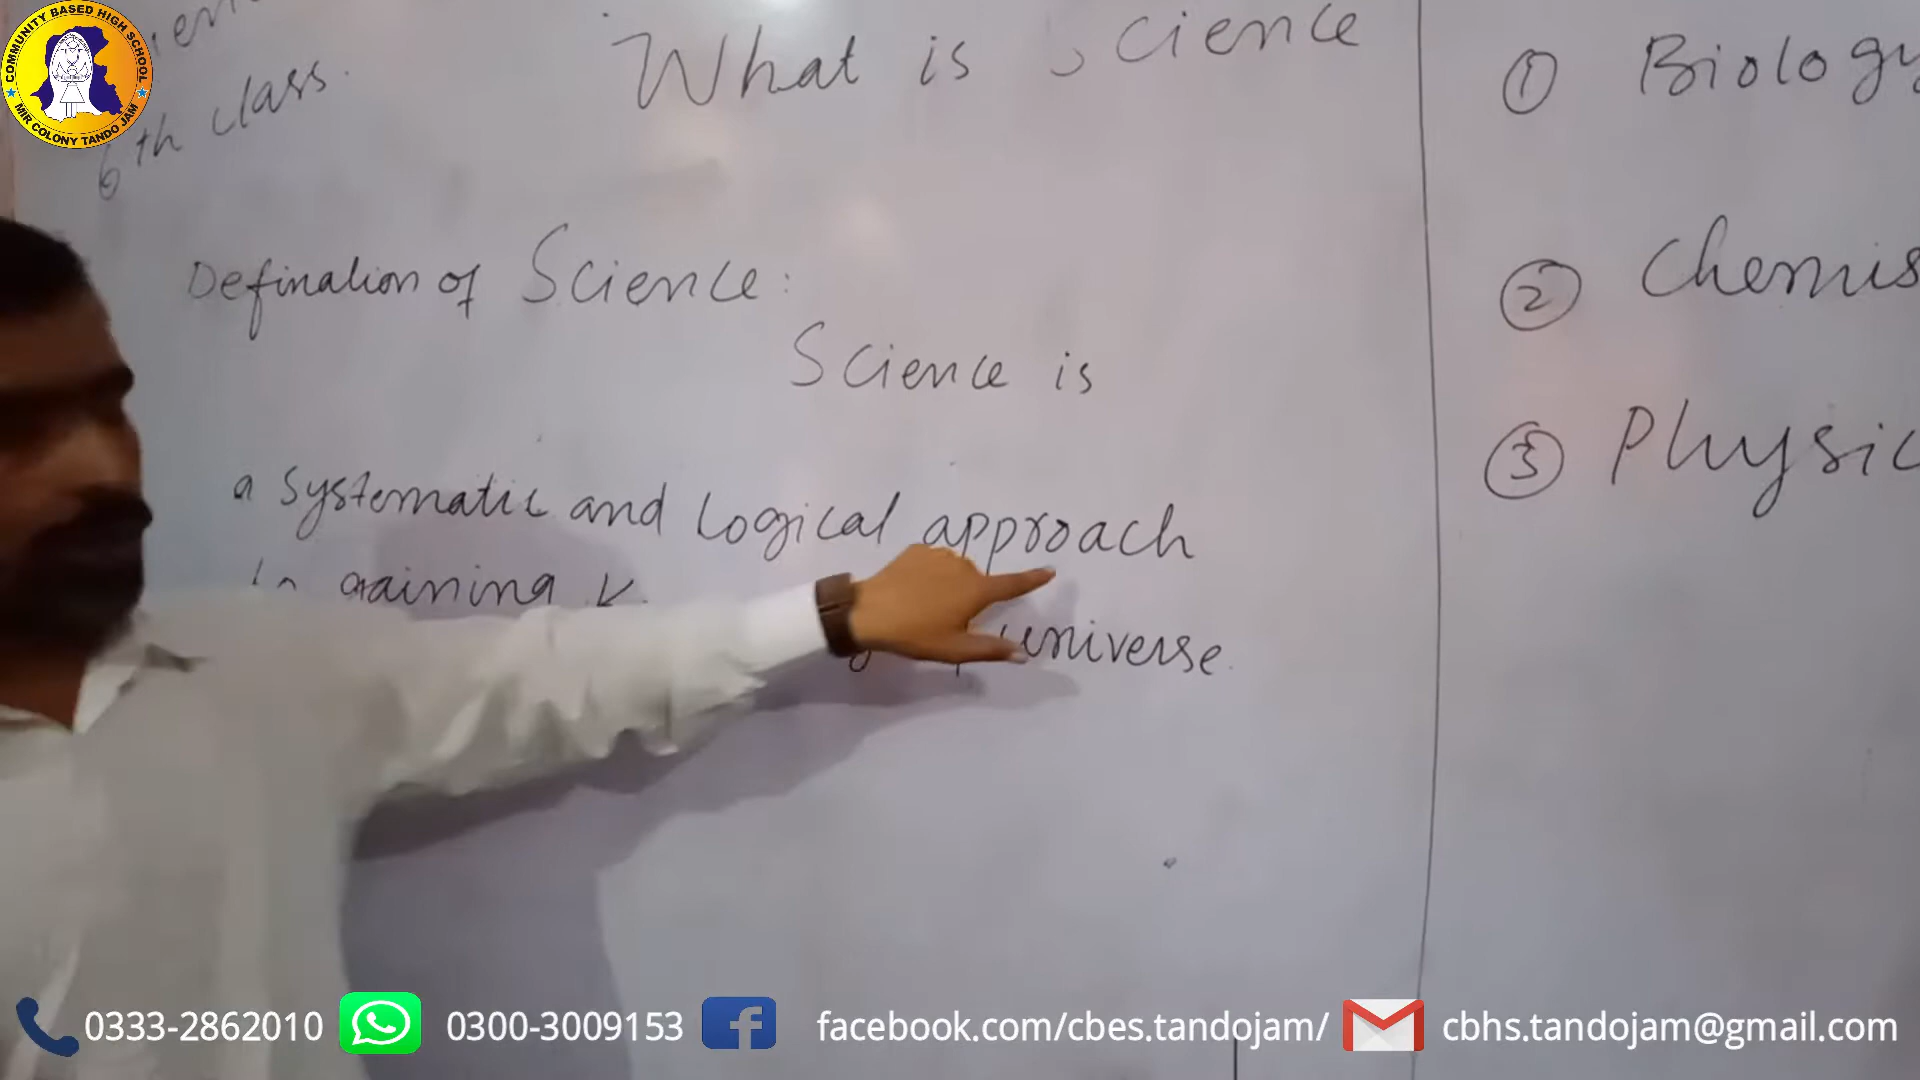 COMMUNITY BASED HIGH SCHOOL
MIR COLONY TANDO JAM
6th class.
What is Science
Defination of Science:
Science is
a systematic and Logical approach
gaining
universe.
① Biology
② Chemis
③ Physic
0333-2862010 0300-3009153 facebook.com/cbes.tandojam/ cbhs.tandojam@gmail.com